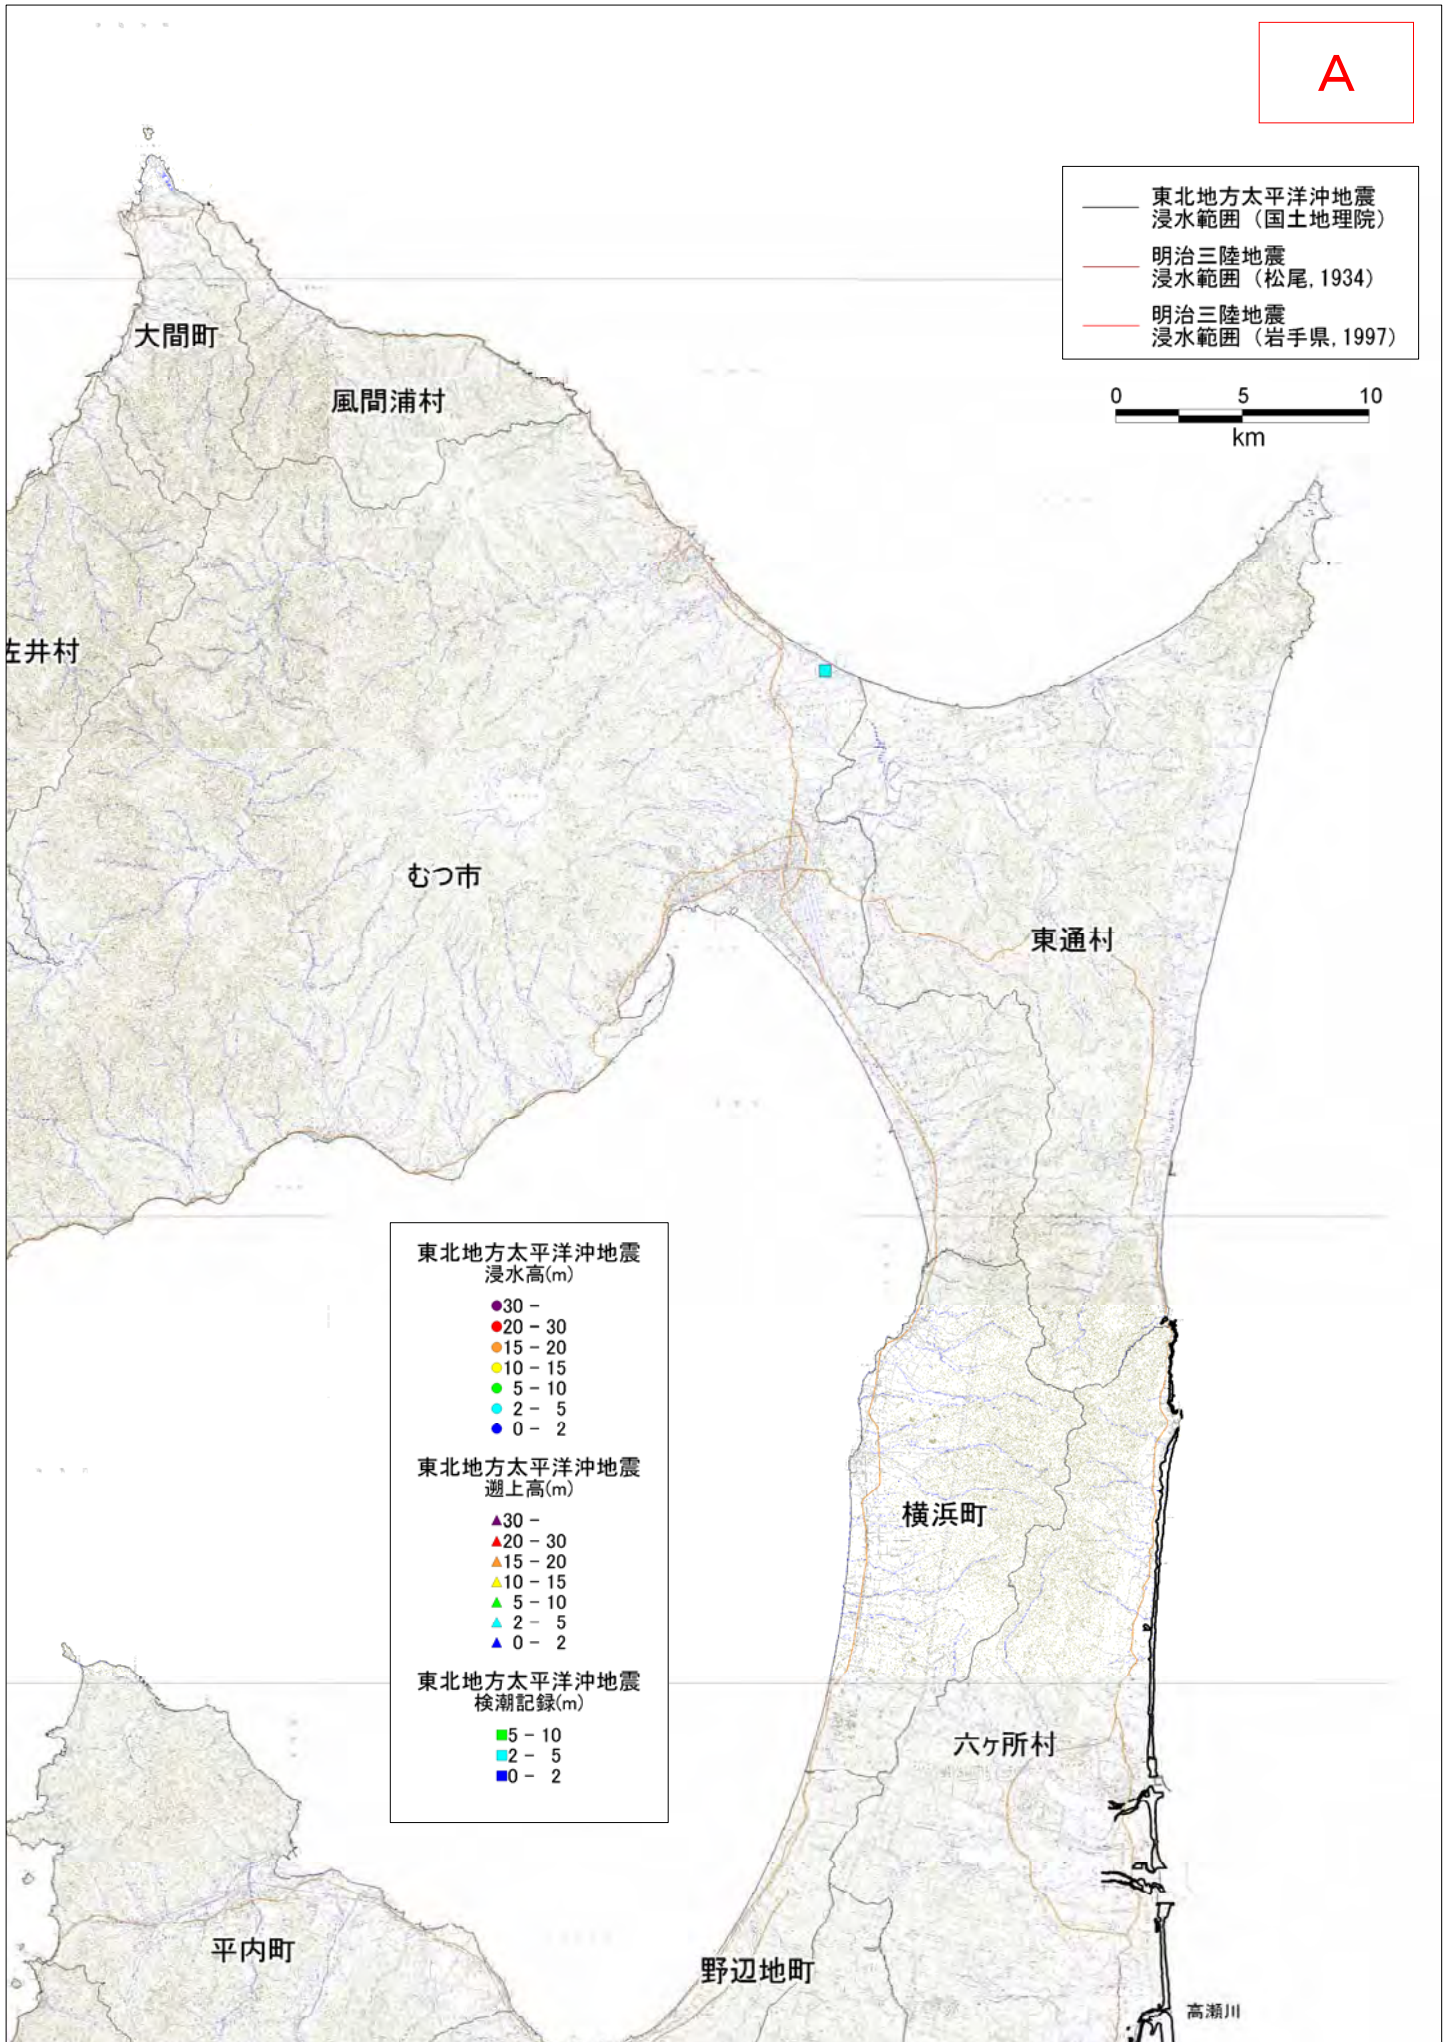 A
東北地方太平洋沖地震
浸水範囲（国土地理院）
明治三陸地震
浸水範囲（松尾, 1934）
明治三陸地震
浸水範囲（岩手県, 1997）
0 5 10
km
大間町
風間浦村
佐井村
むつ市
東通村
東北地方太平洋沖地震
浸水高(m)
30 -
20 - 30
15 - 20
10 - 15
5 - 10
2 - 5
0 - 2
東北地方太平洋沖地震
遡上高(m)
30 -
20 - 30
15 - 20
10 - 15
5 - 10
2 - 5
0 - 2
東北地方太平洋沖地震
検潮記録(m)
5 - 10
2 - 5
0 - 2
横浜町
六ヶ所村
平内町
野辺地町
高瀬川